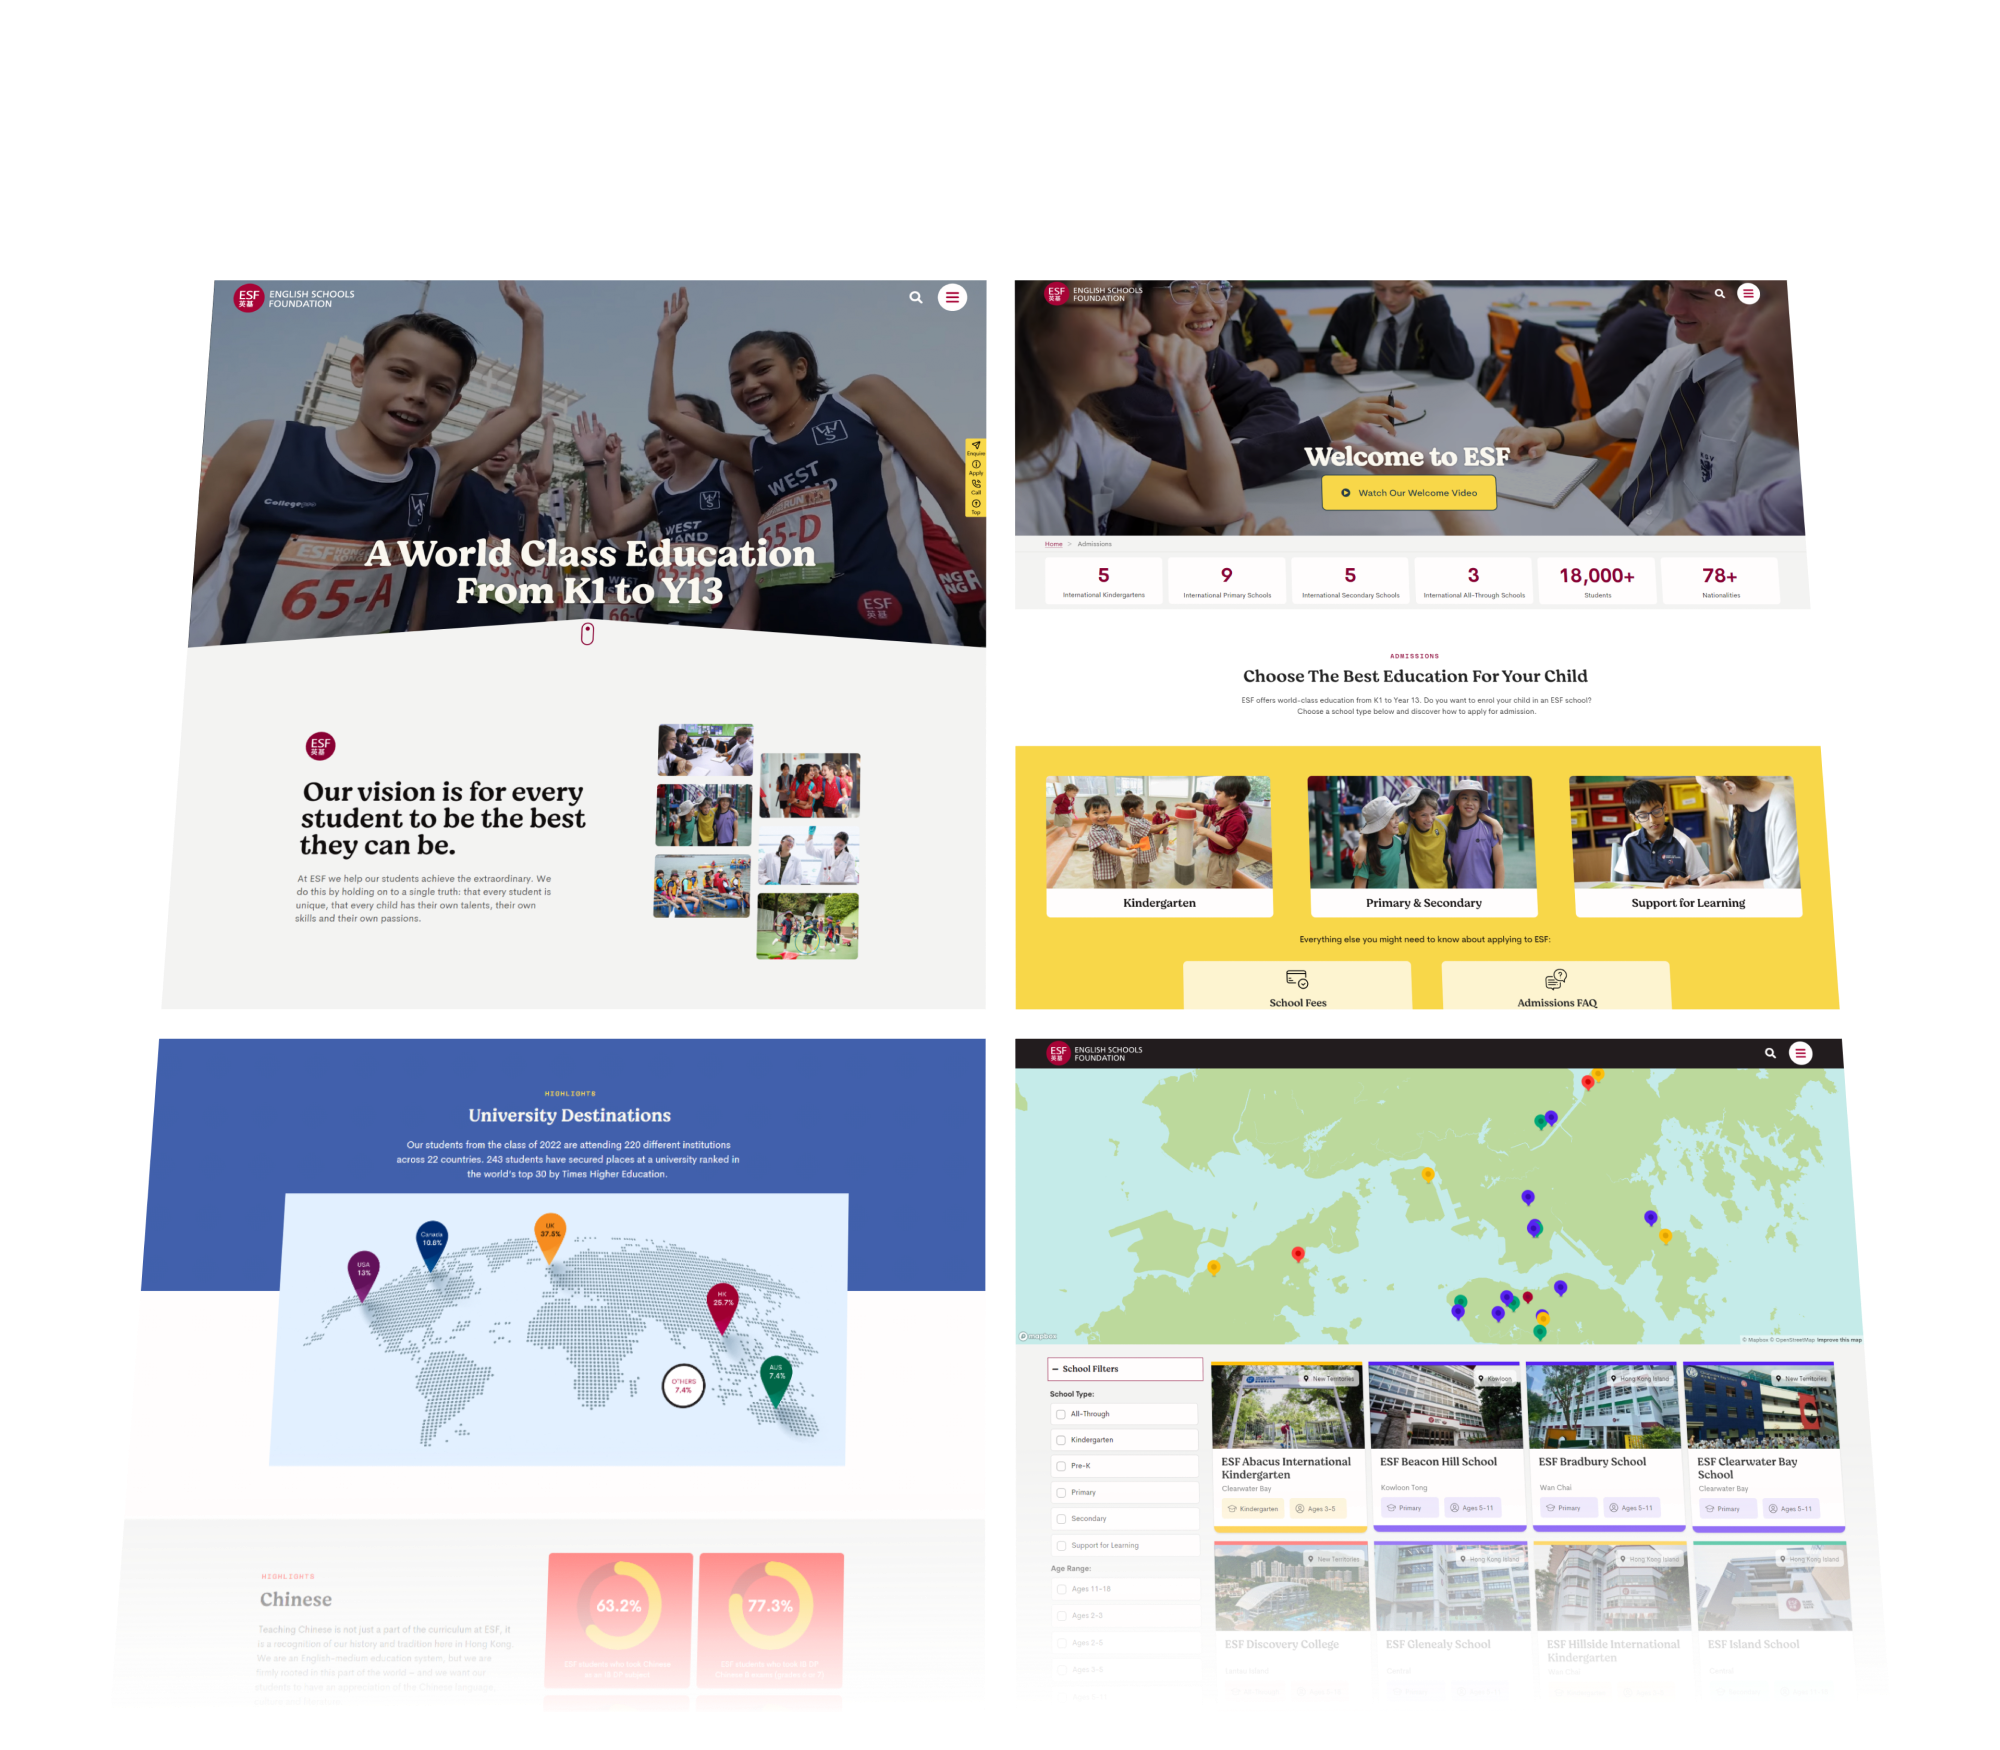 ESF
英基
ENGLISH SCHOOLS
FOUNDATION
College
WEST
65-D
ESF
65-A
Enquire
Apply
Call
Top
ESF
英基
A World Class Education
From K1 to Y13
ESF
英基
Our vision is for every
student to be the best
they can be.
At ESF we help our students achieve the extraordinary. We
do this by holding on to a single truth: that every student is
unique, that every child has their own talents, their own
skills and their own passions.
ESF
英基
ENGLISH SCHOOLS
FOUNDATION
Welcome to ESF
Watch Our Welcome Video
Home > Admissions
5
International Kindergartens
9
International Primary Schools
5
International Secondary Schools
3
International All-Through Schools
18,000+
Students
78+
Nationalities
ADMISSIONS
Choose The Best Education For Your Child
ESF offers world-class education from K1 to Year 13. Do you want to enrol your child in an ESF school?
Choose a school type below and discover how to apply for admission.
Kindergarten
Primary & Secondary
Support for Learning
Everything else you might need to know about applying to ESF:
School Fees
Admissions FAQ
HIGHLIGHTS
University Destinations
Our students from the class of 2022 are attending 220 different institutions
across 22 countries. 243 students have secured places at a university ranked in
the world's top 30 by Times Higher Education.
UK
37.5%
Canada
10.8%
USA
13%
HK
25.7%
AUS
7.4%
OTHERS
7.4%
HIGHLIGHTS
Chinese
Teaching Chinese is not just a part of the curriculum at ESF, it
is a recognition of our history and tradition here in Hong Kong.
We are an English-medium education system, but we are
firmly rooted in this part of the world – and we want our
students to have an appreciation of the Chinese language,
63.2%
ESF students who took Chinese
77.3%
ESF
英基
ENGLISH SCHOOLS
FOUNDATION
mapbox
© Mapbox © OpenStreetMap Improve this map
– School Filters
School Type:
All-Through
Kindergarten
Pre-K
Primary
Secondary
Support for Learning
Age Range:
Ages 11-18
Ages 2-3
Ages 2-5
Ages 2-5
New Territories
ESF Abacus International
Kindergarten
Clearwater Bay
Kindergarten
Ages 3-5
Kowloon
ESF Beacon Hill School
Kowloon Tong
Primary
Ages 5-11
Hong Kong Island
ESF Bradbury School
Wan Chai
Primary
Ages 5-11
New Territories
ESF Clearwater Bay
School
Clearwater Bay
Primary
Ages 5-11
New Territories
ESF Discovery College
Hong Kong Island
ESF Glenealy School
Central
Hong Kong Island
ESF Hillside International
Kindergarten
Hong Kong Island
ESF Island School
Central